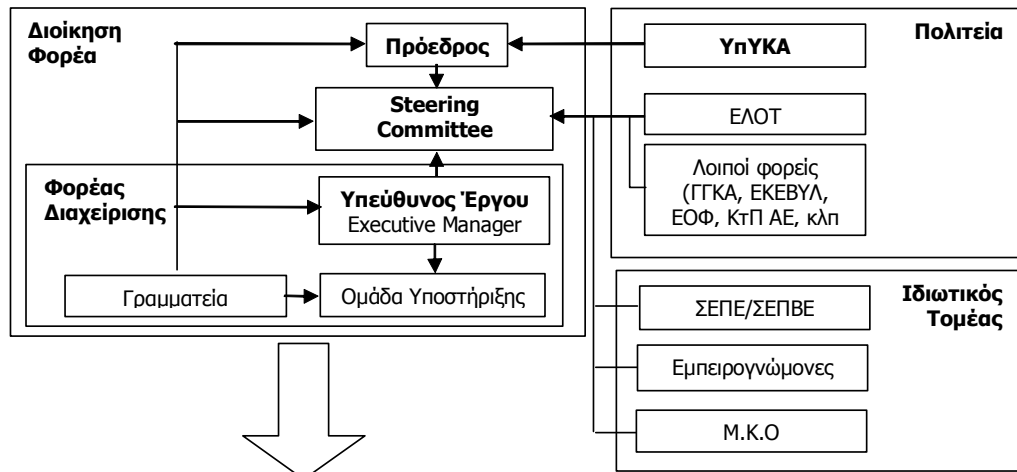 Διοίκηση
Φορέα
Πρόεδρος
ΥπΥΚΑ
Πολιτεία
Steering
Committee
ΕΛΟΤ
Λοιποί φορείς
(ΓΓΚΑ, ΕΚΕΒΥΛ,
ΕΟΦ, ΚτΠ ΑΕ, κλπ
Φορέας
Διαχείρισης
Υπεύθυνος Έργου
Executive Manager
Γραμματεία
Ομάδα Υποστήριξης
Ιδιωτικός
Τομέας
ΣΕΠΕ/ΣΕΠΒΕ
Εμπειρογνώμονες
Μ.Κ.Ο